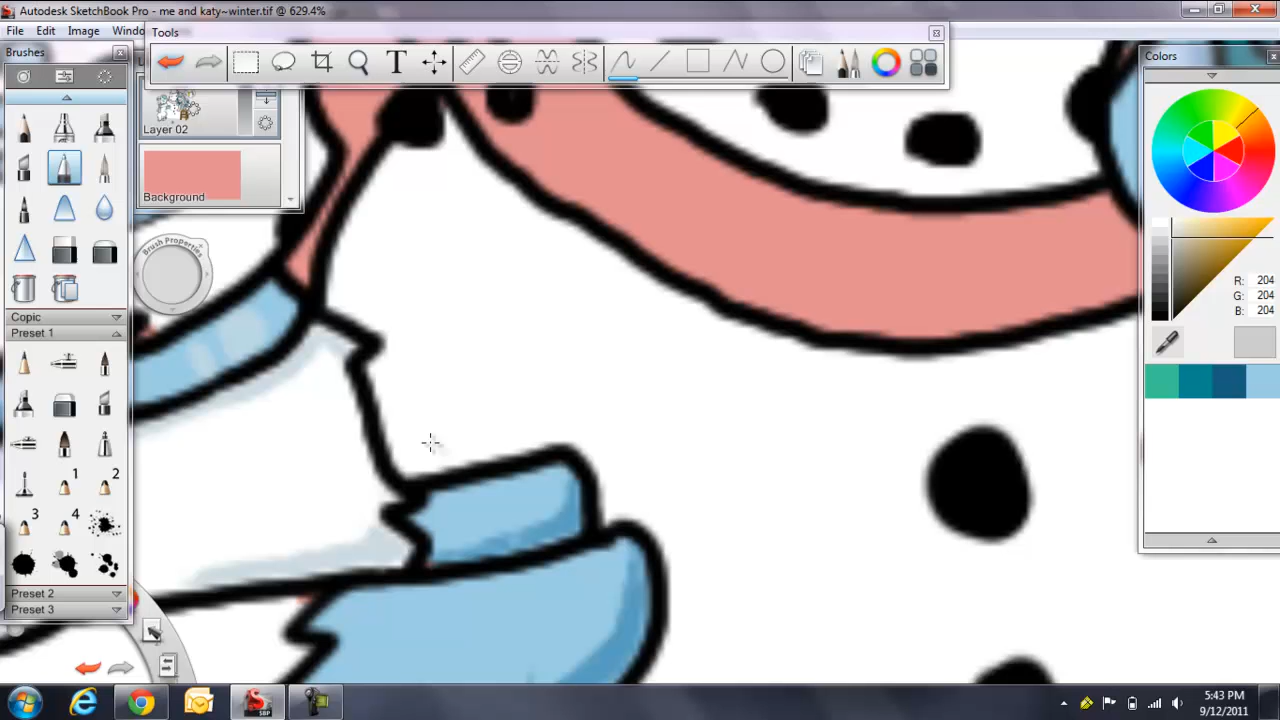 Autodesk SketchBook Pro - me and katy~winter.tif @ 629.4%
File Edit Image Windo
Tools
Brushes
T
Colors
Layer 02
Background
Brush Properties
R: 204
G: 204
B: 204
Copic
Preset 1
1 2
3 4
Preset 2
Preset 3
SBP
5:43 PM
9/12/2011